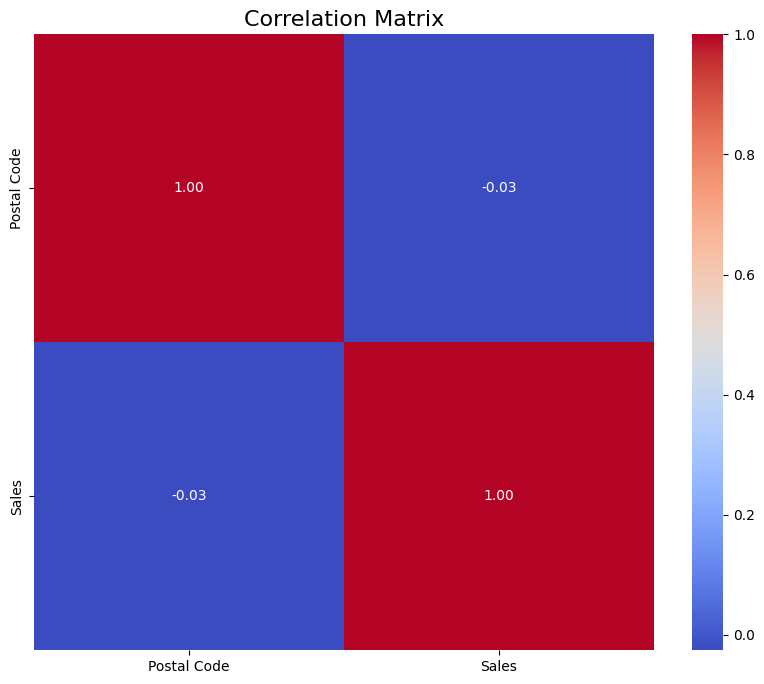 Correlation Matrix
Postal Code
1.00
-0.03
Sales
-0.03
1.00
Postal Code
Sales
1.0
0.8
0.6
0.4
0.2
0.0